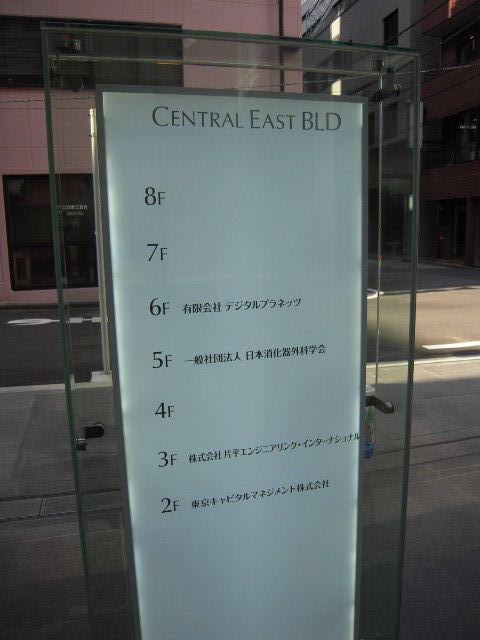 CENTRAL EAST BLD
8F
7F
6F 有限会社 デジタルプラネッツ
5F 一般社団法人 日本消化器外科学会
4F
3F 株式会社 片平エンジニアリング・インターナショナル
2F 東京キャピタルマネジメント株式会社